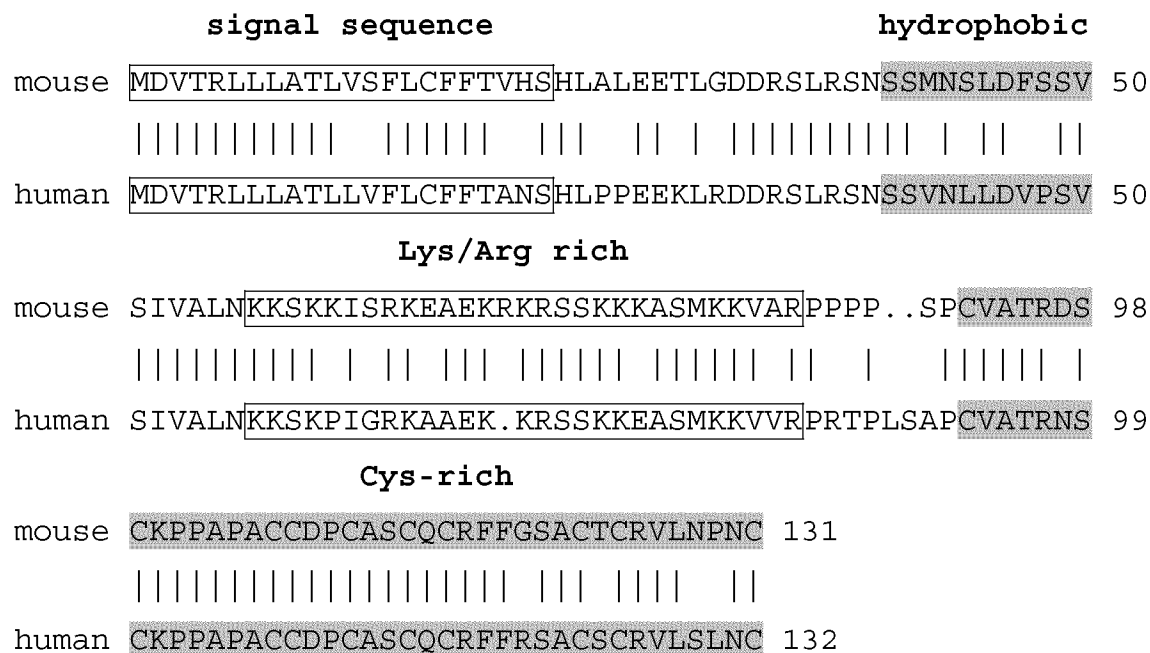 signal sequence hydrophobic
mouse MDVTRLLLATLVSFLCFFTVHSHLALEETLGDDRSLRSNSSMNSLDFSSV 50
human MDVTRLLLATLLVFLCFFTANSHLPPEEKLRDDRSLRSNSSVNLLDVPSV 50
Lys/Arg rich
mouse SIVALNKKSKKISRKEAEKRKRSSKKKASMKKVARPPPP..SPCVATRDS 98
human SIVALNKKSKPIGRKAAEK.KRSSKKEASMKKVVRPRTPLSAPCVATRNS 99
Cys-rich
mouse CKPPAPACCDPCASCQCRFFGSACTCRVLNPNC 131
human CKPPAPACCDPCASCQCRFFRSACSCRVLSLNC 132